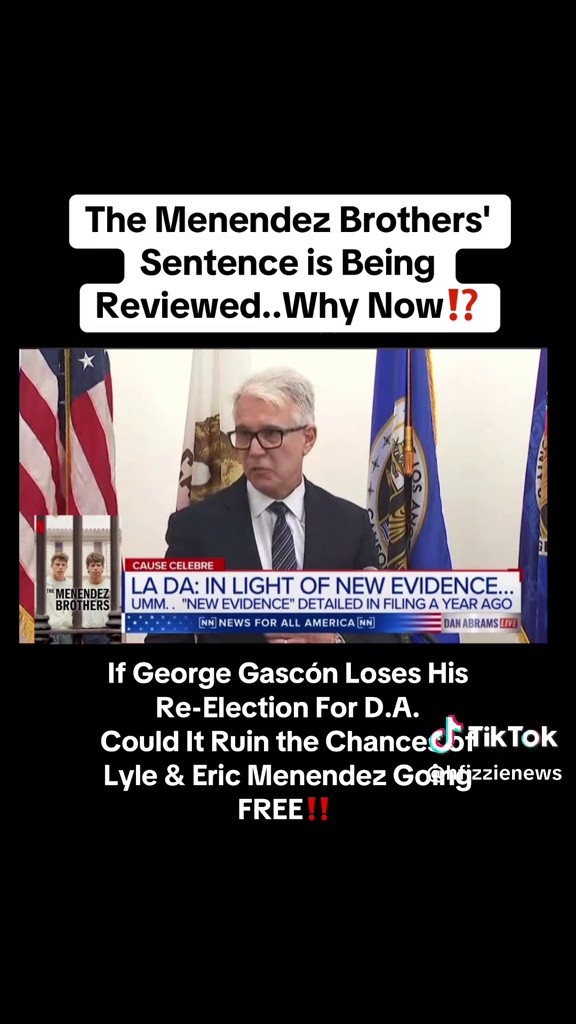 The Menendez Brothers'
Sentence is Being
Reviewed..Why Now⁉️
CAUSE CELEBRE
LA DA: IN LIGHT OF NEW EVIDENCE...
UMM. . "NEW EVIDENCE" DETAILED IN FILING A YEAR AGO
THE MENENDEZ
BROTHERS
NN NEWS FOR ALL AMERICA NN
DAN ABRAMS LIVE
LOS AN
If George Gascón Loses His
Re-Election For D.A.
Could It Ruin the Chances of
TikTok
Lyle & Eric Menendez Going
FREE‼️